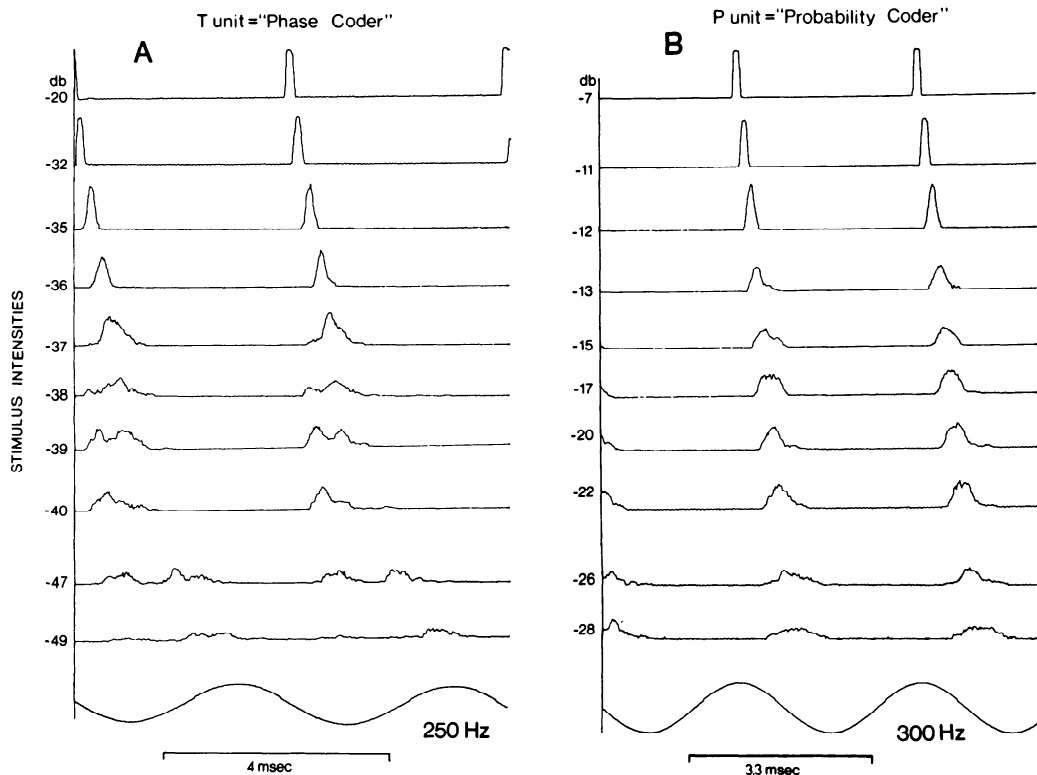 T unit="Phase Coder"
A
db
-20
-32
-35
-36
-37
-38
-39
-40
-47
-49
STIMULUS INTENSITIES
250 Hz
4 msec
P unit="Probability Coder"
B
db
-7
-11
-12
-13
-15
-17
-20
-22
-26
-28
300 Hz
3.3 msec